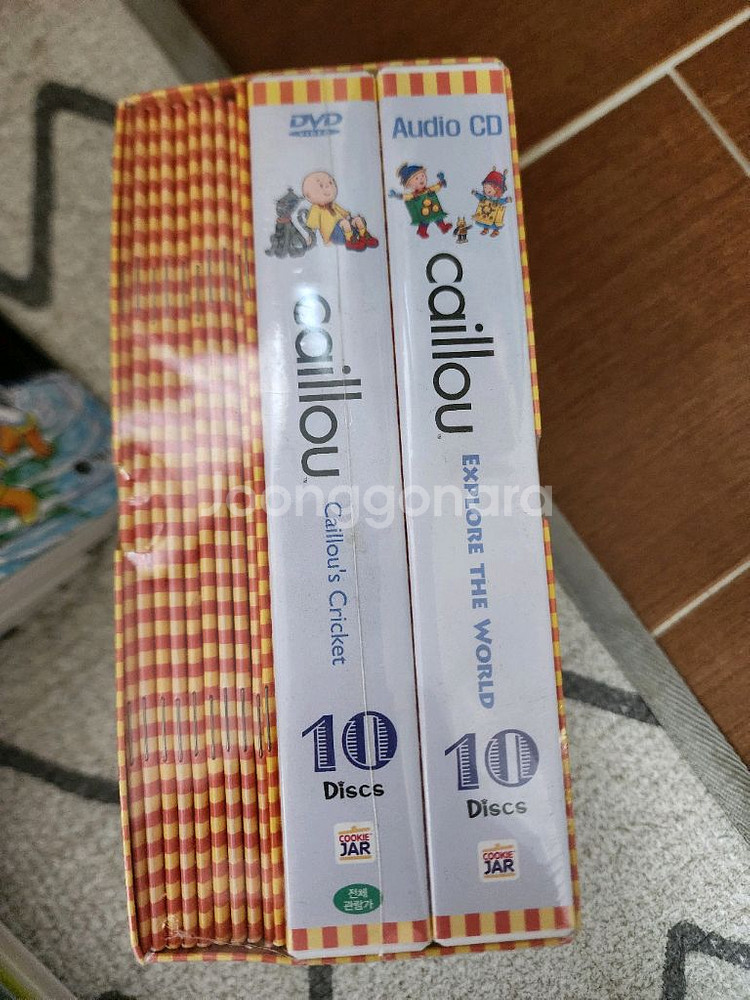 DVD
VIDEO
caillou
Caillou's Cricket
10
Discs
COOKIE
JAR
전체
관람가
Audio CD
caillou
EXPLORE THE WORLD
10
Discs
COOKIE
JAR
Joonggonara